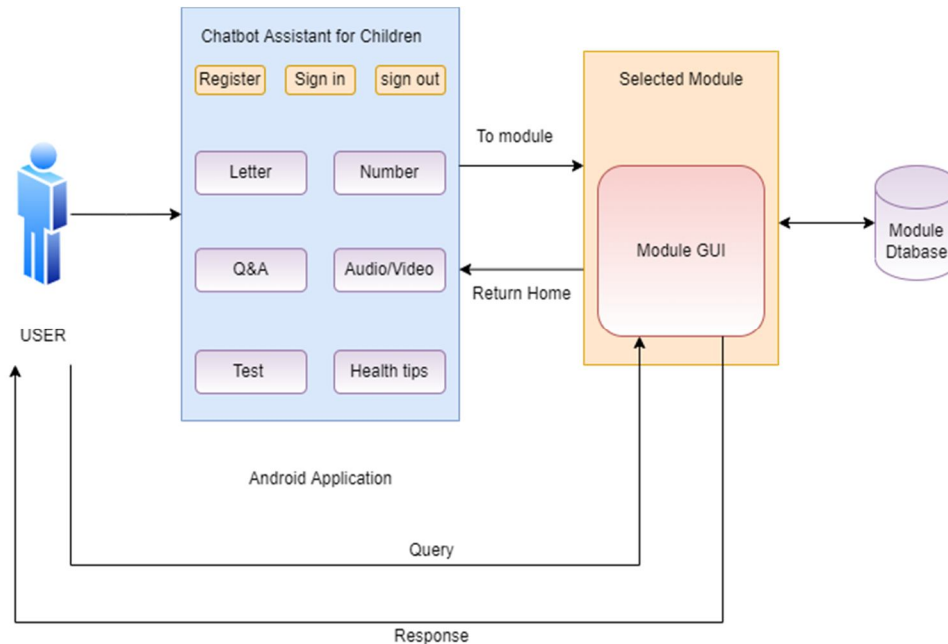 Chatbot Assistant for Children
Register
Sign in
sign out
Selected Module
To module
Letter
Number
Module GUI
Module
Dtabase
Q&A
Audio/Video
Return Home
USER
Test
Health tips
Android Application
Query
Response